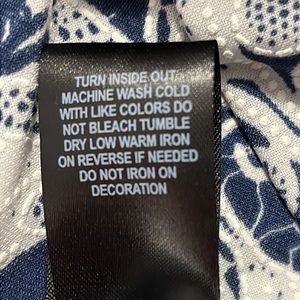 TURN INSIDE OUT
MACHINE WASH COLD
WITH LIKE COLORS DO
NOT BLEACH TUMBLE
DRY LOW WARM IRON
ON REVERSE IF NEEDED
DO NOT IRON ON
DECORATION